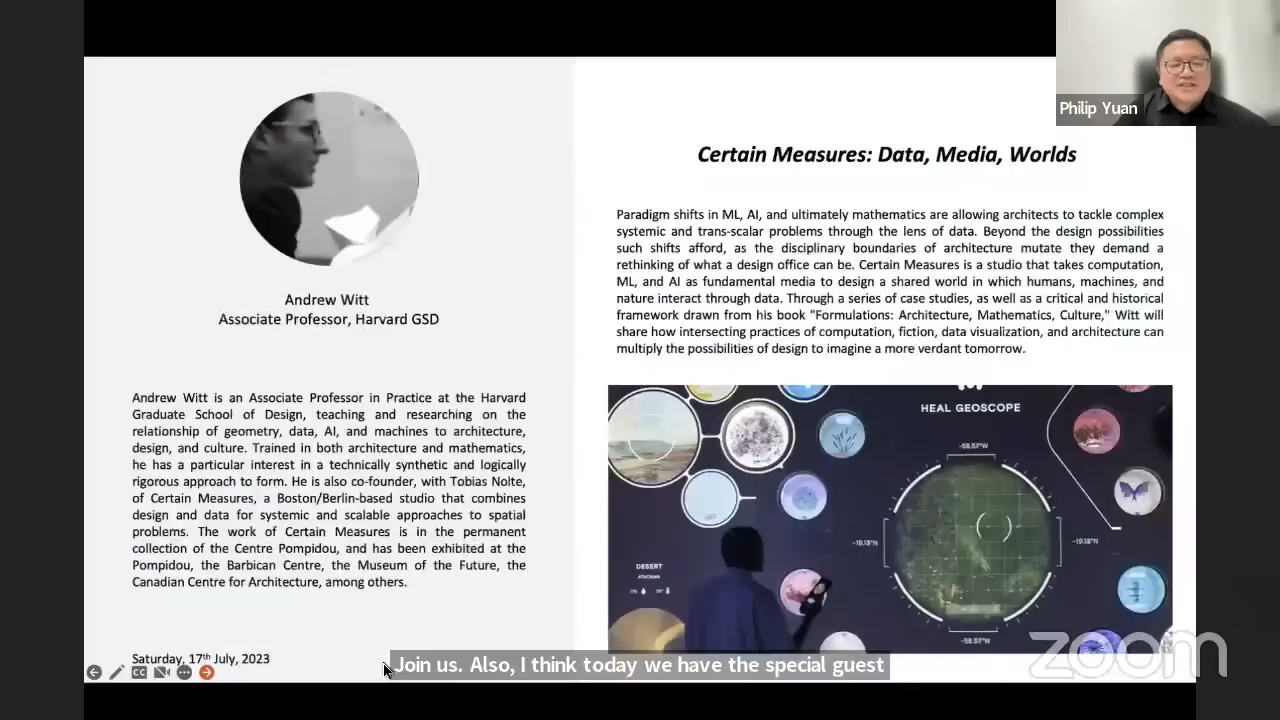 Philip Yuan
Andrew Witt
Associate Professor, Harvard GSD
Andrew Witt is an Associate Professor in Practice at the Harvard
Graduate School of Design, teaching and researching on the
relationship of geometry, data, AI, and machines to architecture,
design, and culture. Trained in both architecture and mathematics,
he has a particular interest in a technically synthetic and logically
rigorous approach to form. He is also co-founder, with Tobias Nolte,
of Certain Measures, a Boston/Berlin-based studio that combines
design and data for systemic and scalable approaches to spatial
problems. The work of Certain Measures is in the permanent
collection of the Centre Pompidou, and has been exhibited at the
Pompidou, the Barbican Centre, the Museum of the Future, the
Canadian Centre for Architecture, among others.
Saturday, 17th July, 2023
Certain Measures: Data, Media, Worlds
Paradigm shifts in ML, AI, and ultimately mathematics are allowing architects to tackle complex
systemic and trans-scalar problems through the lens of data. Beyond the design possibilities
such shifts afford, as the disciplinary boundaries of architecture mutate they demand a
rethinking of what a design office can be. Certain Measures is a studio that takes computation,
ML, and AI as fundamental media to design a shared world in which humans, machines, and
nature interact through data. Through a series of case studies, as well as a critical and historical
framework drawn from his book "Formulations: Architecture, Mathematics, Culture," Witt will
share how intersecting practices of computation, fiction, data visualization, and architecture can
multiply the possibilities of design to imagine a more verdant tomorrow.
HEAL GEOSCOPE
-58.57°W
-19.18°N
-19.18°N
-58.57°W
DESERT
ATACAMA
CC
Join us. Also, I think today we have the special guest
zoom